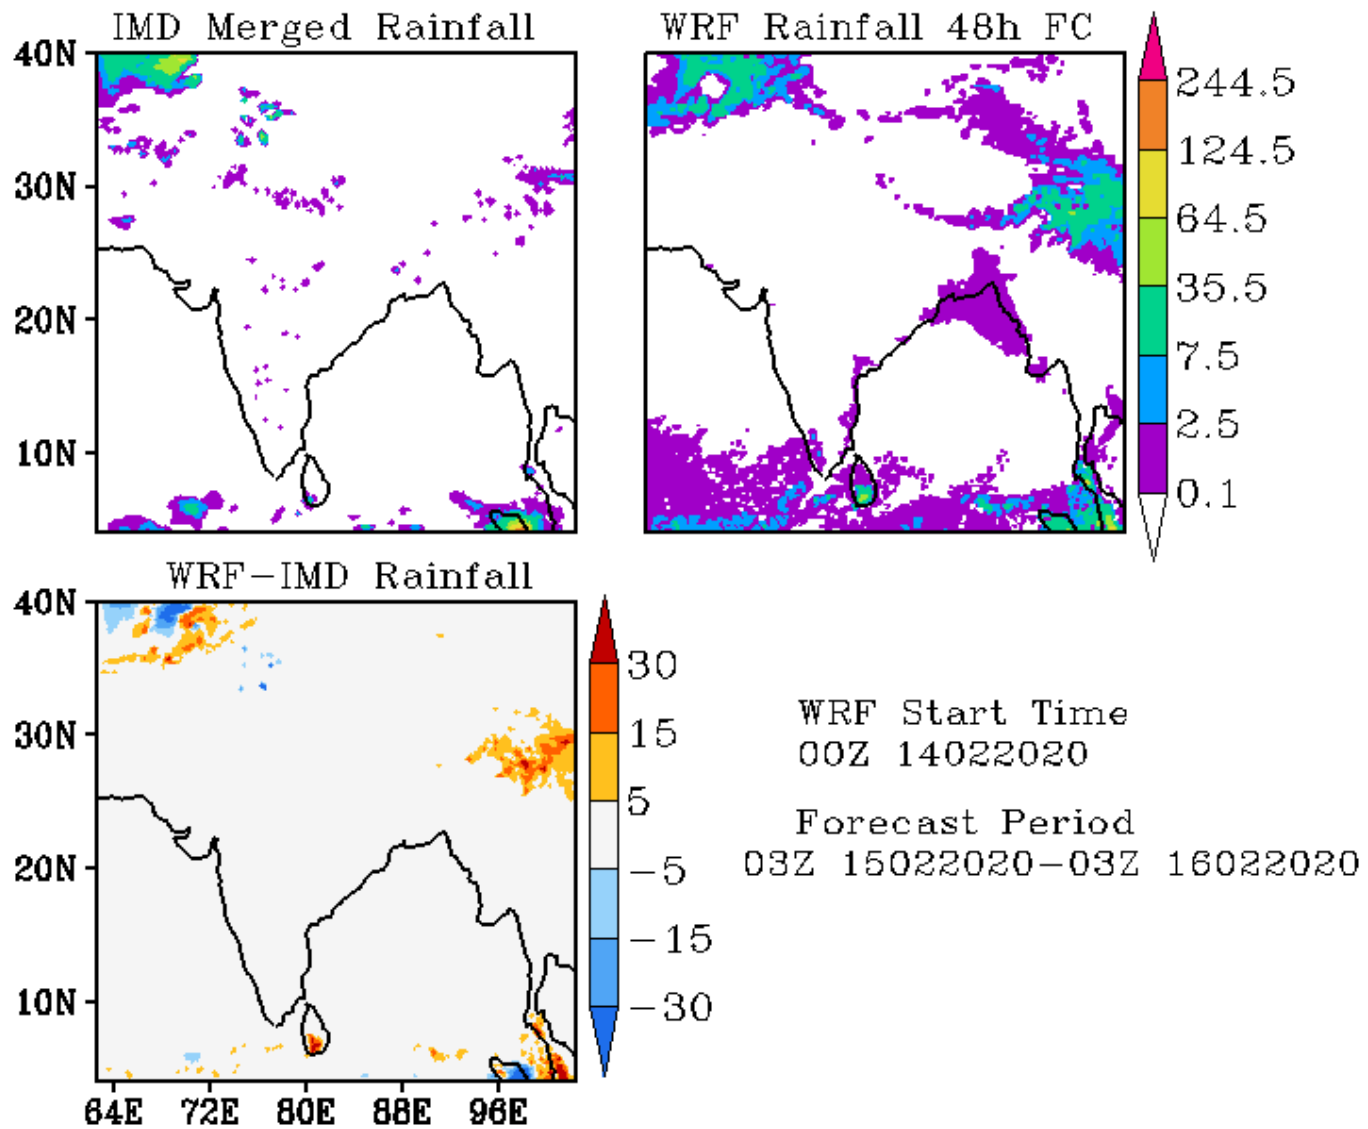 IMD Merged Rainfall
WRF Rainfall 48h FC
40N
30N
20N
10N
244.5
124.5
64.5
35.5
7.5
2.5
0.1
WRF-IMD Rainfall
40N
30N
20N
10N
64E 72E 80E 88E 96E
30
15
5
-5
-15
-30
WRF Start Time
00Z 14022020
Forecast Period
03Z 15022020-03Z 16022020